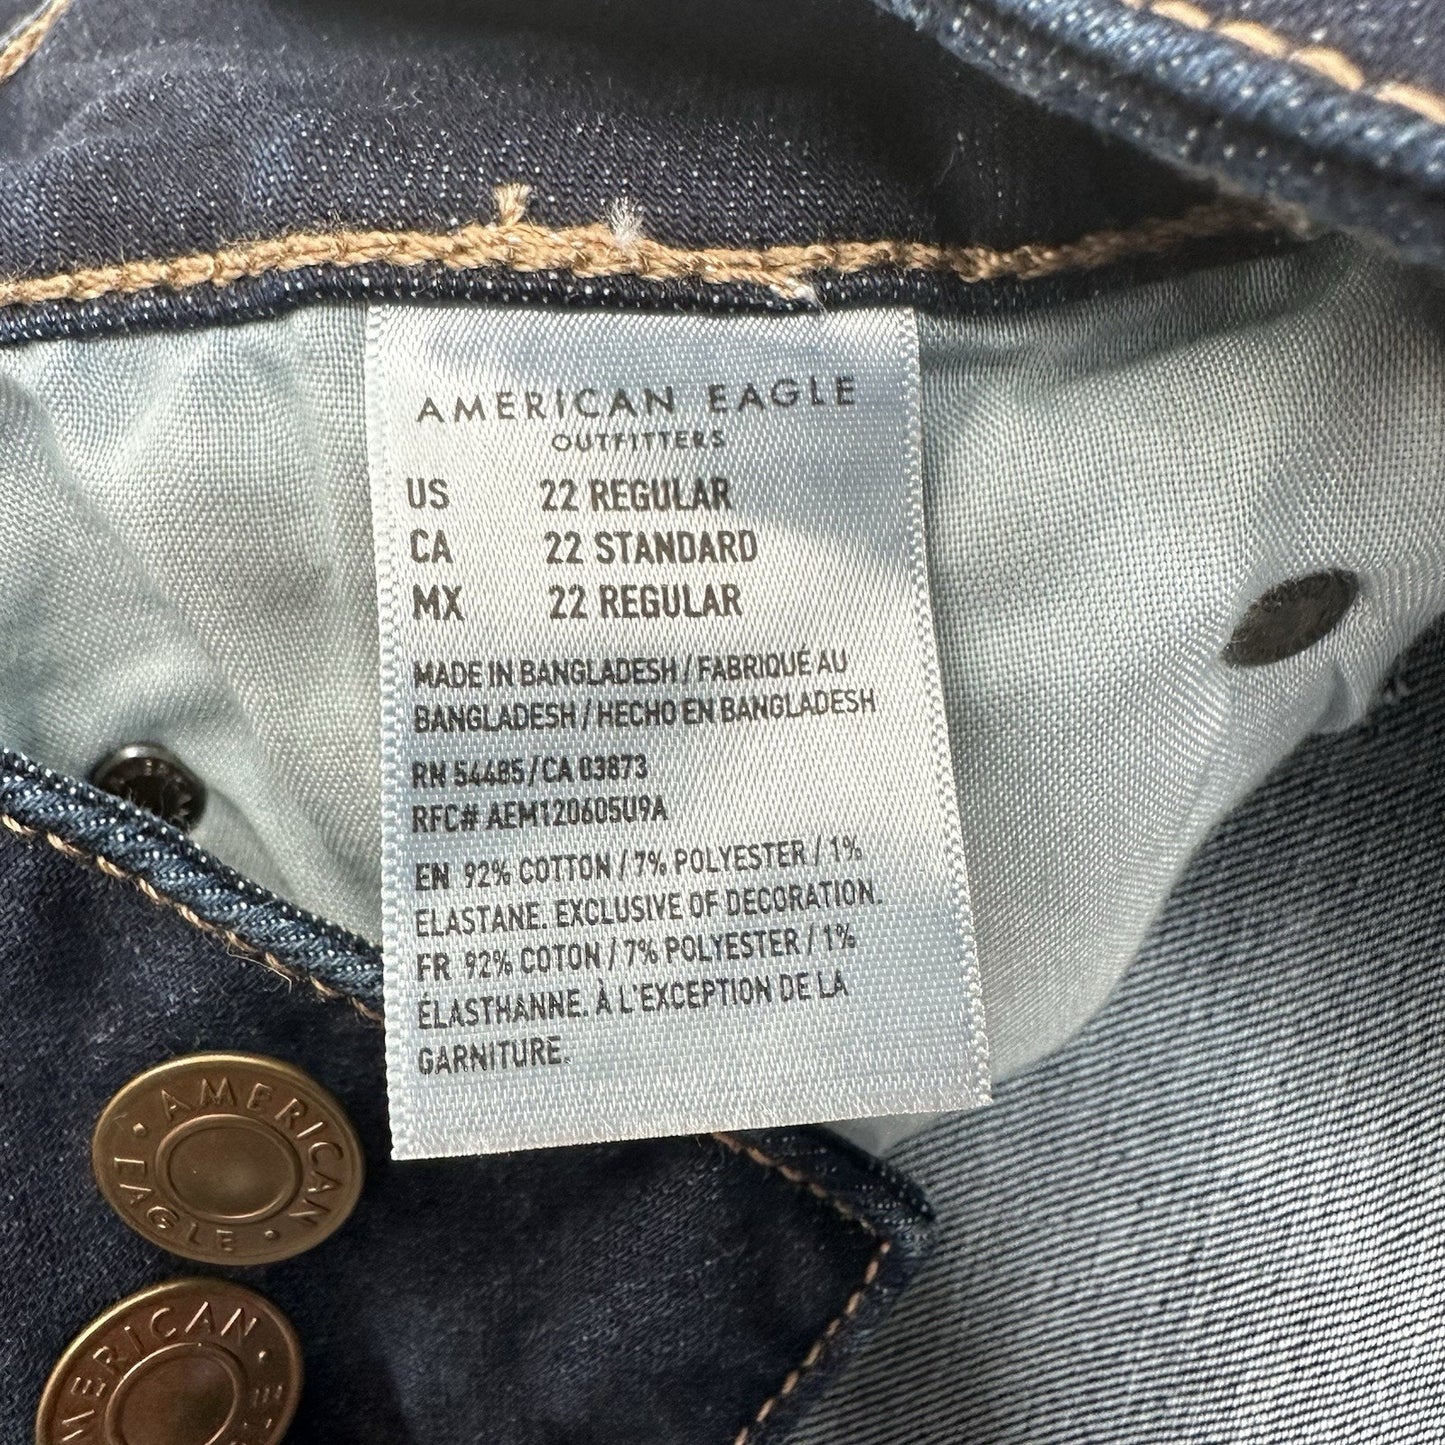 AMERICAN EAGLE
OUTFITTERS
US 22 REGULAR
CA 22 STANDARD
MX 22 REGULAR
MADE IN BANGLADESH / FABRIQUÉ AU
BANGLADESH / HECHO EN BANGLADESH
RN 54485 / CA 03873
RFC# AEM120605U9A
EN 92% COTTON / 7% POLYESTER / 1%
ELASTANE. EXCLUSIVE OF DECORATION.
FR 92% COTON / 7% POLYESTER / 1%
ÉLASTHANNE. À L'EXCEPTION DE LA
GARNITURE.
· AMERICAN ·
EAGLE
AMERICAN ·